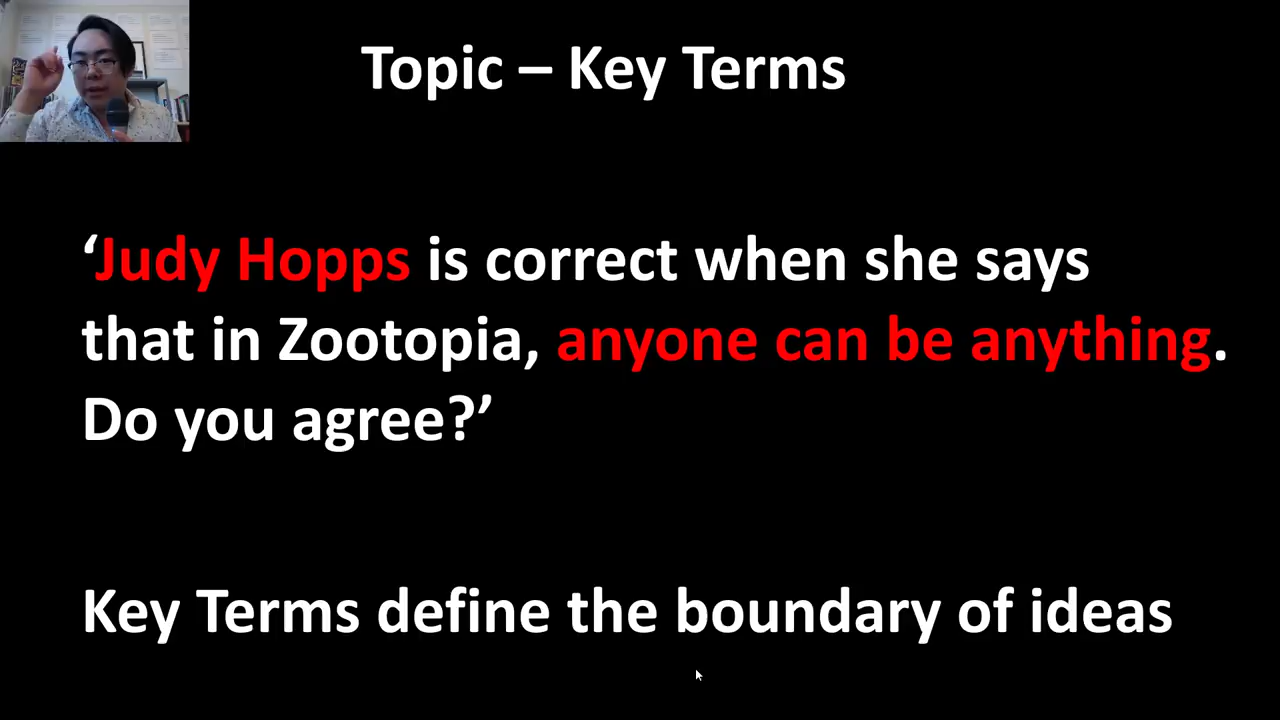 Topic – Key Terms
‘Judy Hopps is correct when she says
that in Zootopia, anyone can be anything.
Do you agree?’
Key Terms define the boundary of ideas